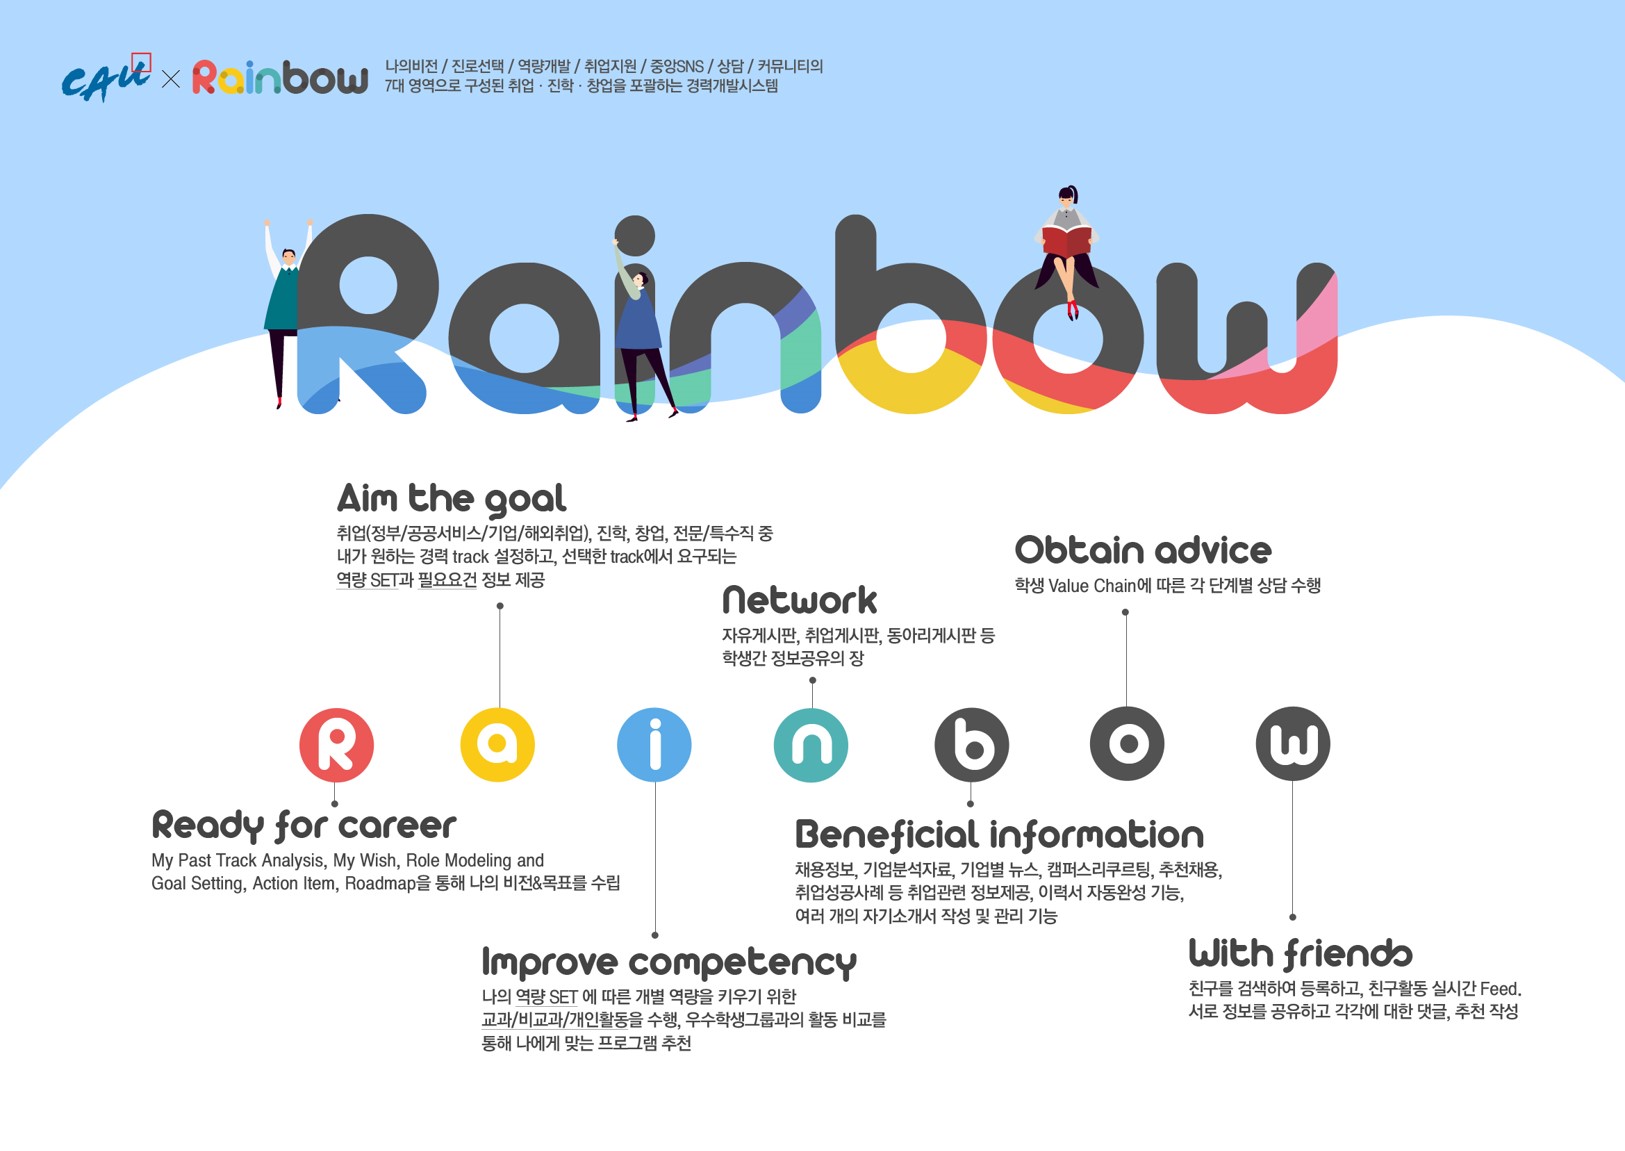 CAU × Rainbow
나의비전 / 진로선택 / 역량개발 / 취업지원 / 중앙SNS / 상담 / 커뮤니티의
7대 영역으로 구성된 취업 · 진학 · 창업을 포괄하는 경력개발시스템
Rainbow
Aim the goal
취업(정부/공공서비스/기업/해외취업), 진학, 창업, 전문/특수직 중
내가 원하는 경력 track 설정하고, 선택한 track에서 요구되는
역량 SET과 필요요건 정보 제공
Network
자유게시판, 취업게시판, 동아리게시판 등
학생간 정보공유의 장
Obtain advice
학생 Value Chain에 따른 각 단계별 상담 수행
R a i n b o w
Ready for career
My Past Track Analysis, My Wish, Role Modeling and
Goal Setting, Action Item, Roadmap을 통해 나의 비전&목표를 수립
Improve competency
나의 역량 SET 에 따른 개별 역량을 키우기 위한
교과/비교과/개인활동을 수행, 우수학생그룹과의 활동 비교를
통해 나에게 맞는 프로그램 추천
Beneficial information
채용정보, 기업분석자료, 기업별 뉴스, 캠퍼스리쿠르팅, 추천채용,
취업성공사례 등 취업관련 정보제공, 이력서 자동완성 기능,
여러 개의 자기소개서 작성 및 관리 기능
With friends
친구를 검색하여 등록하고, 친구활동 실시간 Feed.
서로 정보를 공유하고 각각에 대한 댓글, 추천 작성